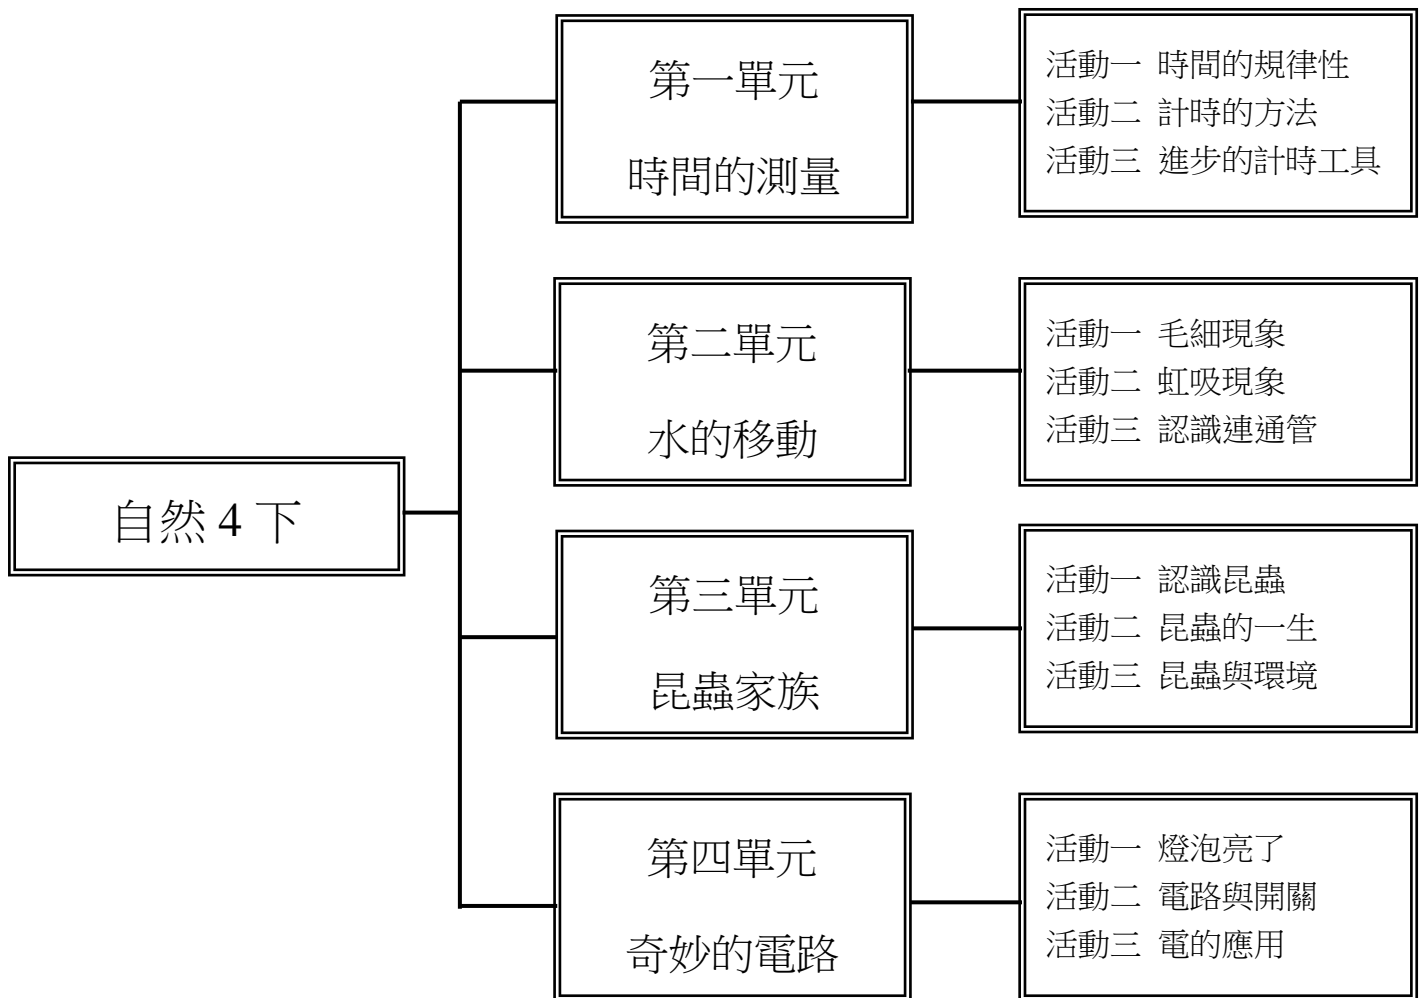 自然 4 下
第一單元
時間的測量
活動一 時間的規律性
活動二 計時的方法
活動三 進步的計時工具
第二單元
水的移動
活動一 毛細現象
活動二 虹吸現象
活動三 認識連通管
第三單元
昆蟲家族
活動一 認識昆蟲
活動二 昆蟲的一生
活動三 昆蟲與環境
第四單元
奇妙的電路
活動一 燈泡亮了
活動二 電路與開關
活動三 電的應用